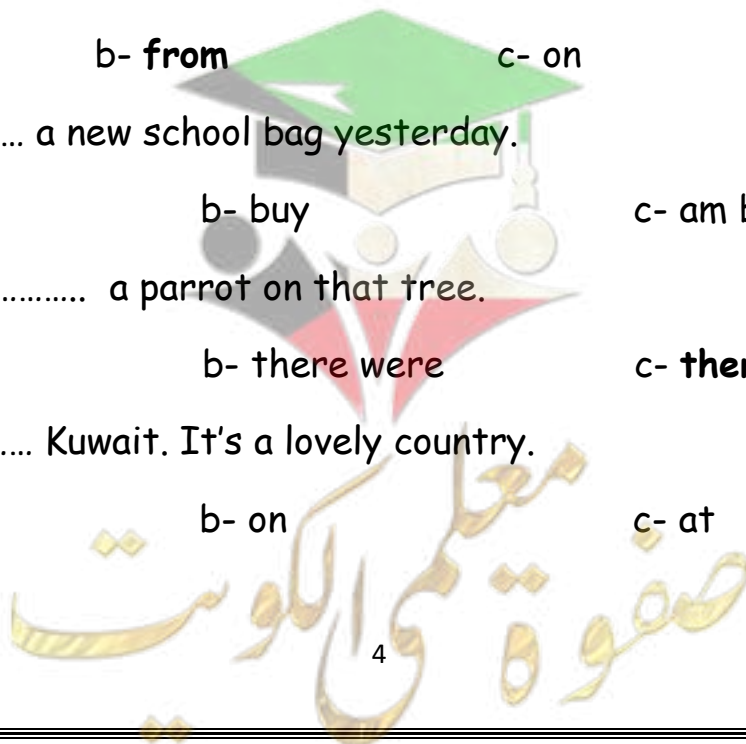 b- from c- on
... a new school bag yesterday.
b- buy c- am b
........... a parrot on that tree.
b- there were c- ther
.... Kuwait. It's a lovely country.
b- on c- at
صفوة معلمى الكويت
4